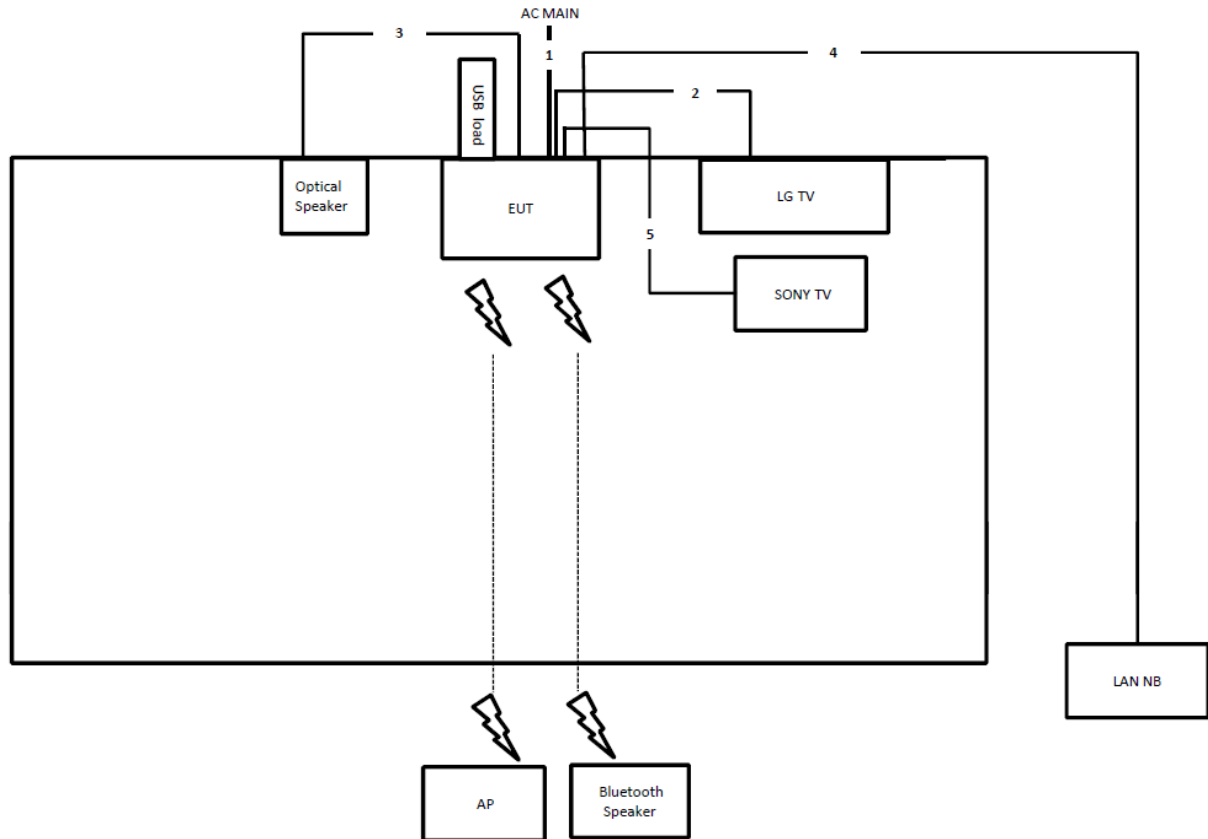 AC MAIN
3
1
4
2
USB load
Optical
Speaker
EUT
LG TV
5
SONY TV
LAN NB
AP
Bluetooth
Speaker